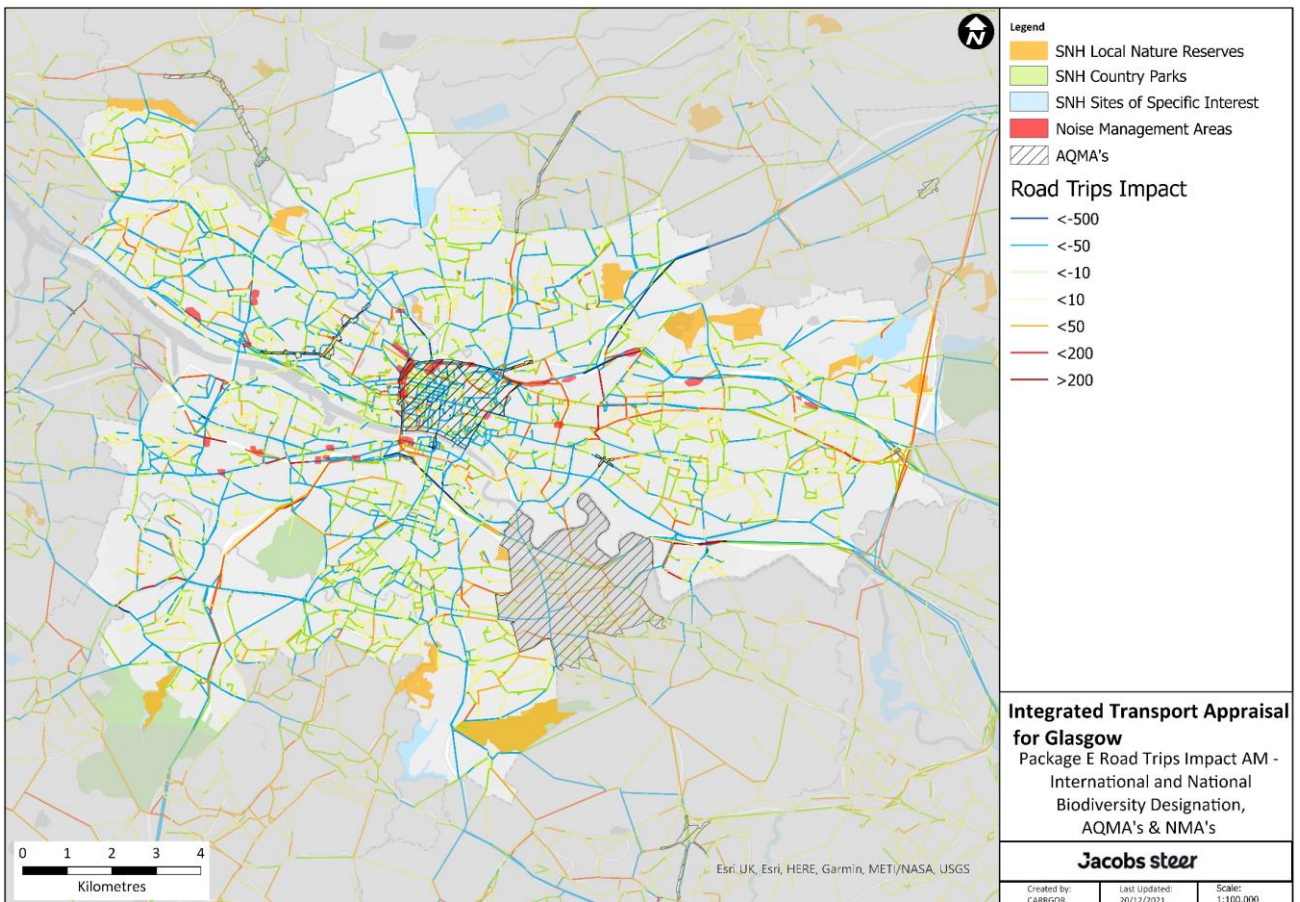 N
Legend
SNH Local Nature Reserves
SNH Country Parks
SNH Sites of Specific Interest
Noise Management Areas
AQMA's
Road Trips Impact
<-500
<-50
<-10
<10
<50
<200
>200
Integrated Transport Appraisal
for Glasgow
Package E Road Trips Impact AM -
International and National
Biodiversity Designation,
AQMA's & NMA's
Jacobs steer
Created by:
CARRGOR
Last Updated:
20/12/2021
Scale:
1:100,000
0 1 2 3 4
Kilometres
Esri UK, Esri, HERE, Garmin, METI/NASA, USGS